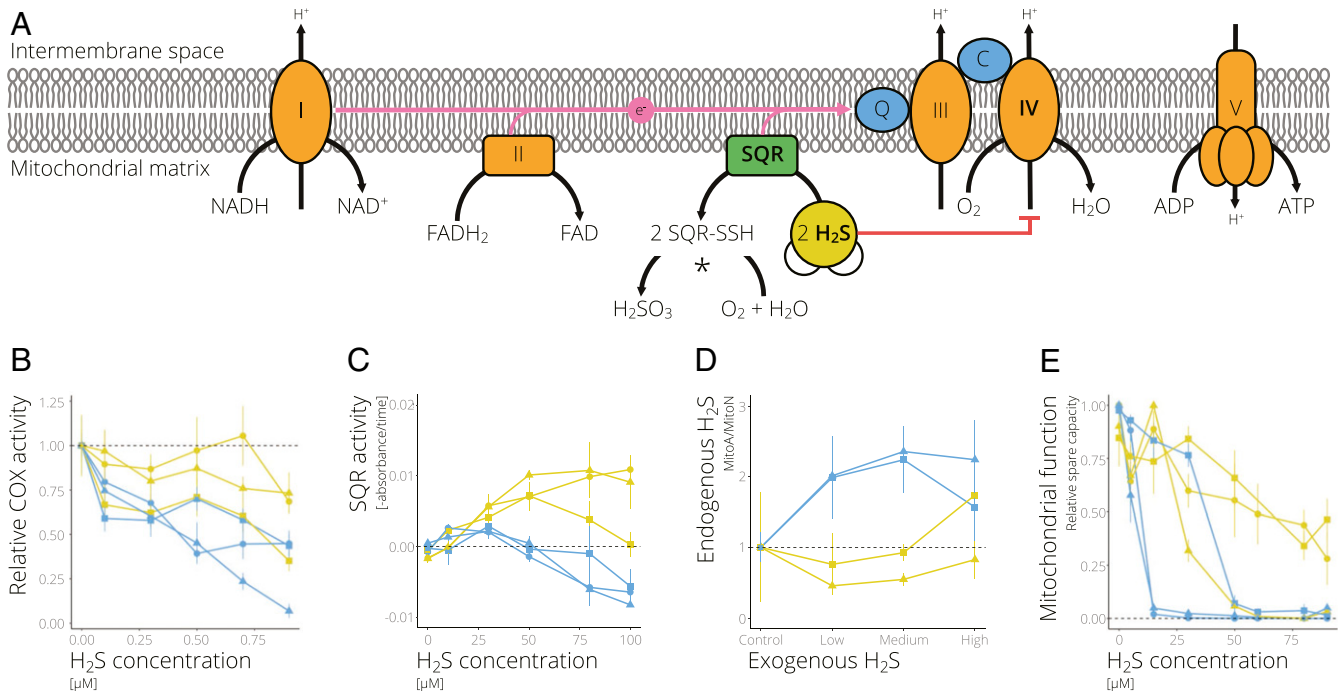 A
Intermembrane space
H⁺
H⁺
H⁺
I
e⁻
Q
III
C
IV
V
II
SQR
Mitochondrial matrix
NADH
NAD⁺
FADH₂
FAD
2 SQR-SSH
2 H₂S
O₂
H₂O
ADP
H⁺
ATP
*
H₂SO₃
O₂ + H₂O
B
Relative COX activity
1.25
1.00
0.75
0.50
0.25
0.00
0.00
0.25
0.50
0.75
H₂S concentration
[µM]
C
SQR activity
[-absorbance/time]
0.02
0.01
0.00
-0.01
0
25
50
75
100
H₂S concentration
[µM]
D
Endogenous H₂S
MitoA/MitoN
3
2
1
0
Control
Low
Medium
High
Exogenous H₂S
E
Mitochondrial function
Relative spare capacity
1.00
0.75
0.50
0.25
0.00
0
25
50
75
H₂S concentration
[µM]